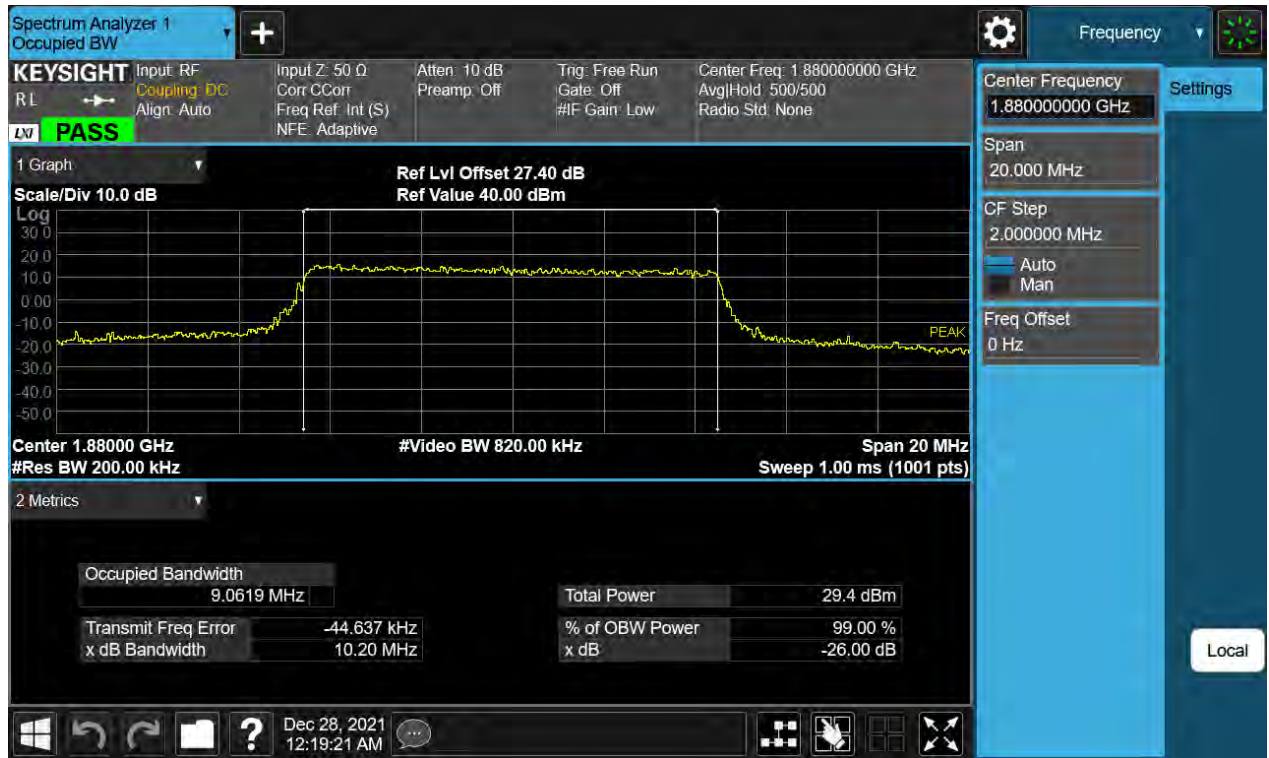 Spectrum Analyzer 1
Occupied BW
Frequency
KEYSIGHT Input: RF Input Z: 50 Ω Atten: 10 dB Trig: Free Run Center Freq: 1.880000000 GHz
RL Coupling: DC Corr CCorr Preamp: Off Gate: Off Avg|Hold: 500/500
Align: Auto Freq Ref: Int (S) #IF Gain: Low Radio Std: None
LXI PASS NFE: Adaptive
1 Graph
Ref Lvl Offset 27.40 dB
Scale/Div 10.0 dB Ref Value 40.00 dBm
Log
30.0
20.0
10.0
0.00
-10.0
PEAK
-20.0
-30.0
-40.0
-50.0
Center 1.88000 GHz #Video BW 820.00 kHz Span 20 MHz
#Res BW 200.00 kHz Sweep 1.00 ms (1001 pts)
2 Metrics
Occupied Bandwidth
9.0619 MHz Total Power 29.4 dBm
Transmit Freq Error -44.637 kHz % of OBW Power 99.00 %
x dB Bandwidth 10.20 MHz x dB -26.00 dB
Center Frequency
1.880000000 GHz
Settings
Span
20.000 MHz
CF Step
2.000000 MHz
Auto
Man
Freq Offset
0 Hz
Local
?
Dec 28, 2021
12:19:21 AM